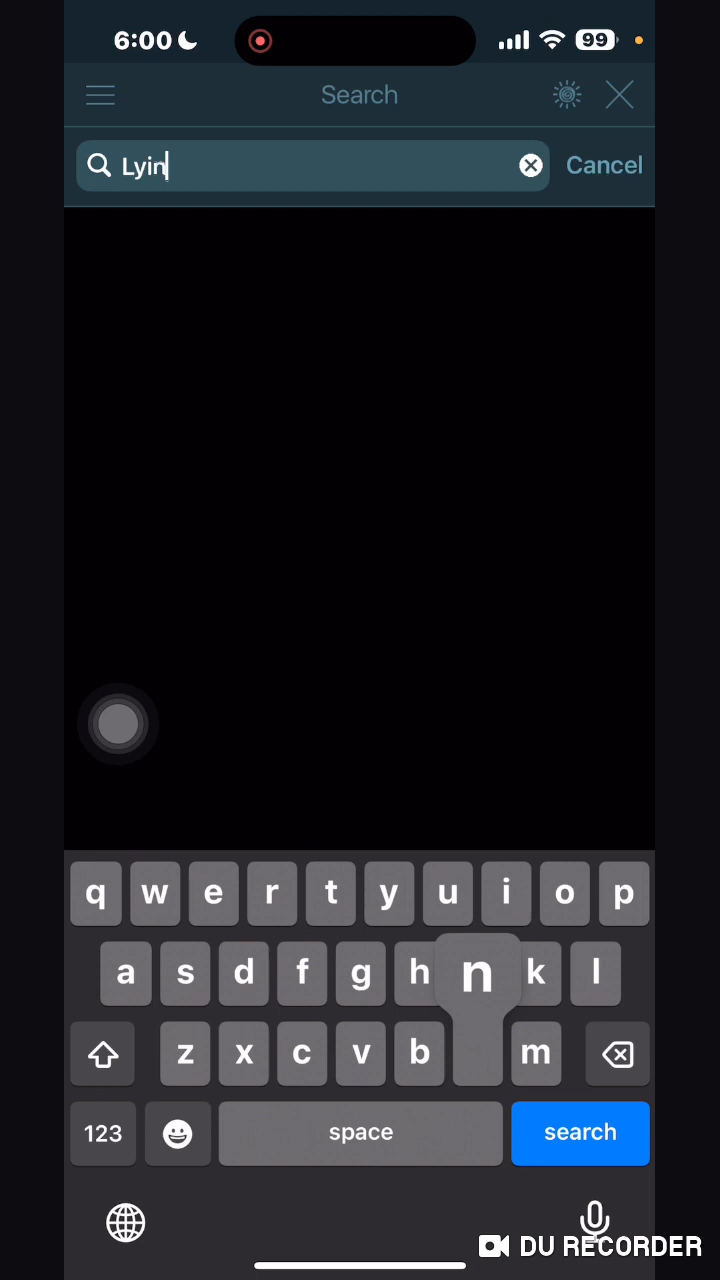 6:00
99
Search
Lyin
Cancel
q w e r t y u i o p
a s d f g h n k l
z x c v b m
123 space search
DU RECORDER